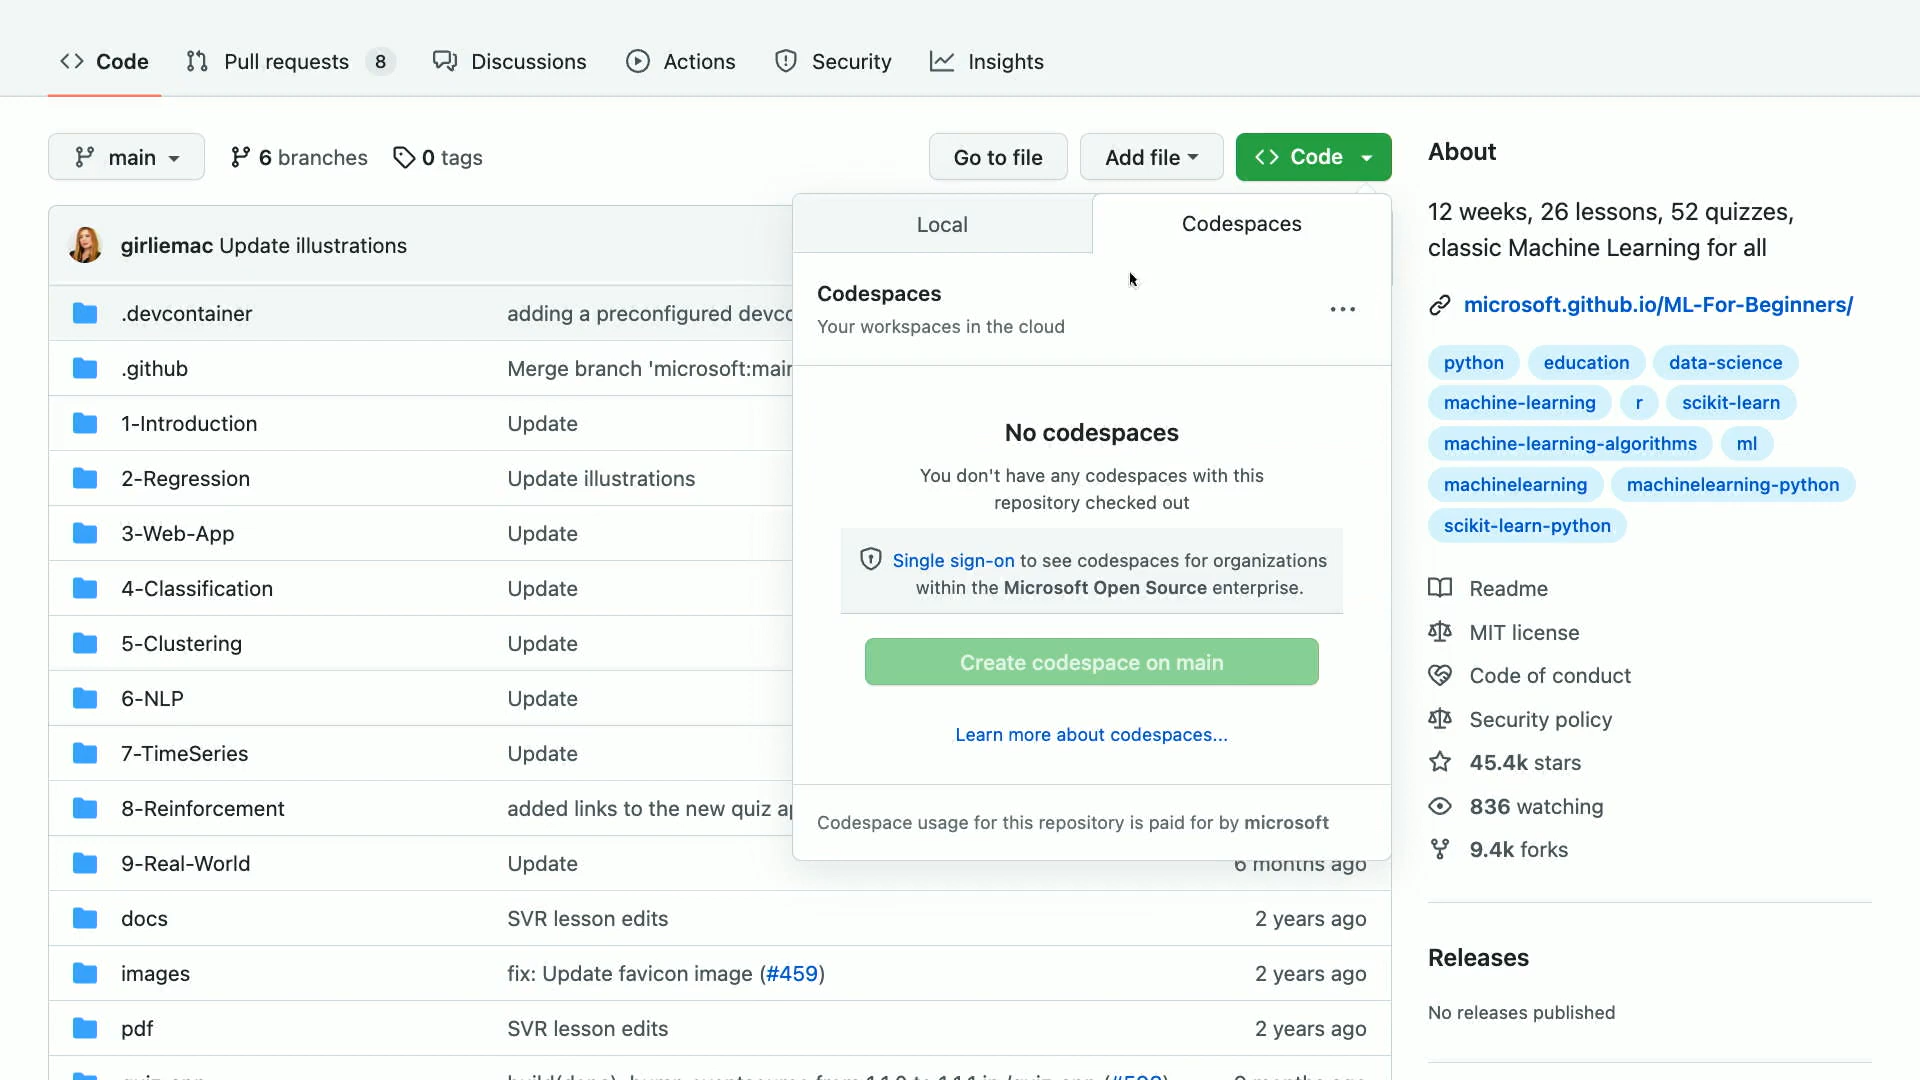 Code Pull requests 8 Discussions Actions Security Insights
main 6 branches 0 tags
Go to file Add file Code
girliemac Update illustrations
.devcontainer adding a preconfigured devco
.github Merge branch 'microsoft:main
1-Introduction Update
2-Regression Update illustrations
3-Web-App Update
4-Classification Update
5-Clustering Update
6-NLP Update
7-TimeSeries Update
8-Reinforcement added links to the new quiz ap
9-Real-World Update 6 months ago
docs SVR lesson edits 2 years ago
images fix: Update favicon image (#459) 2 years ago
pdf SVR lesson edits 2 years ago
Local Codespaces
Codespaces
Your workspaces in the cloud
No codespaces
You don't have any codespaces with this
repository checked out
Single sign-on to see codespaces for organizations
within the Microsoft Open Source enterprise.
Create codespace on main
Learn more about codespaces...
Codespace usage for this repository is paid for by microsoft
About
12 weeks, 26 lessons, 52 quizzes,
classic Machine Learning for all
microsoft.github.io/ML-For-Beginners/
python education data-science
machine-learning r scikit-learn
machine-learning-algorithms ml
machinelearning machinelearning-python
scikit-learn-python
Readme
MIT license
Code of conduct
Security policy
45.4k stars
836 watching
9.4k forks
Releases
No releases published